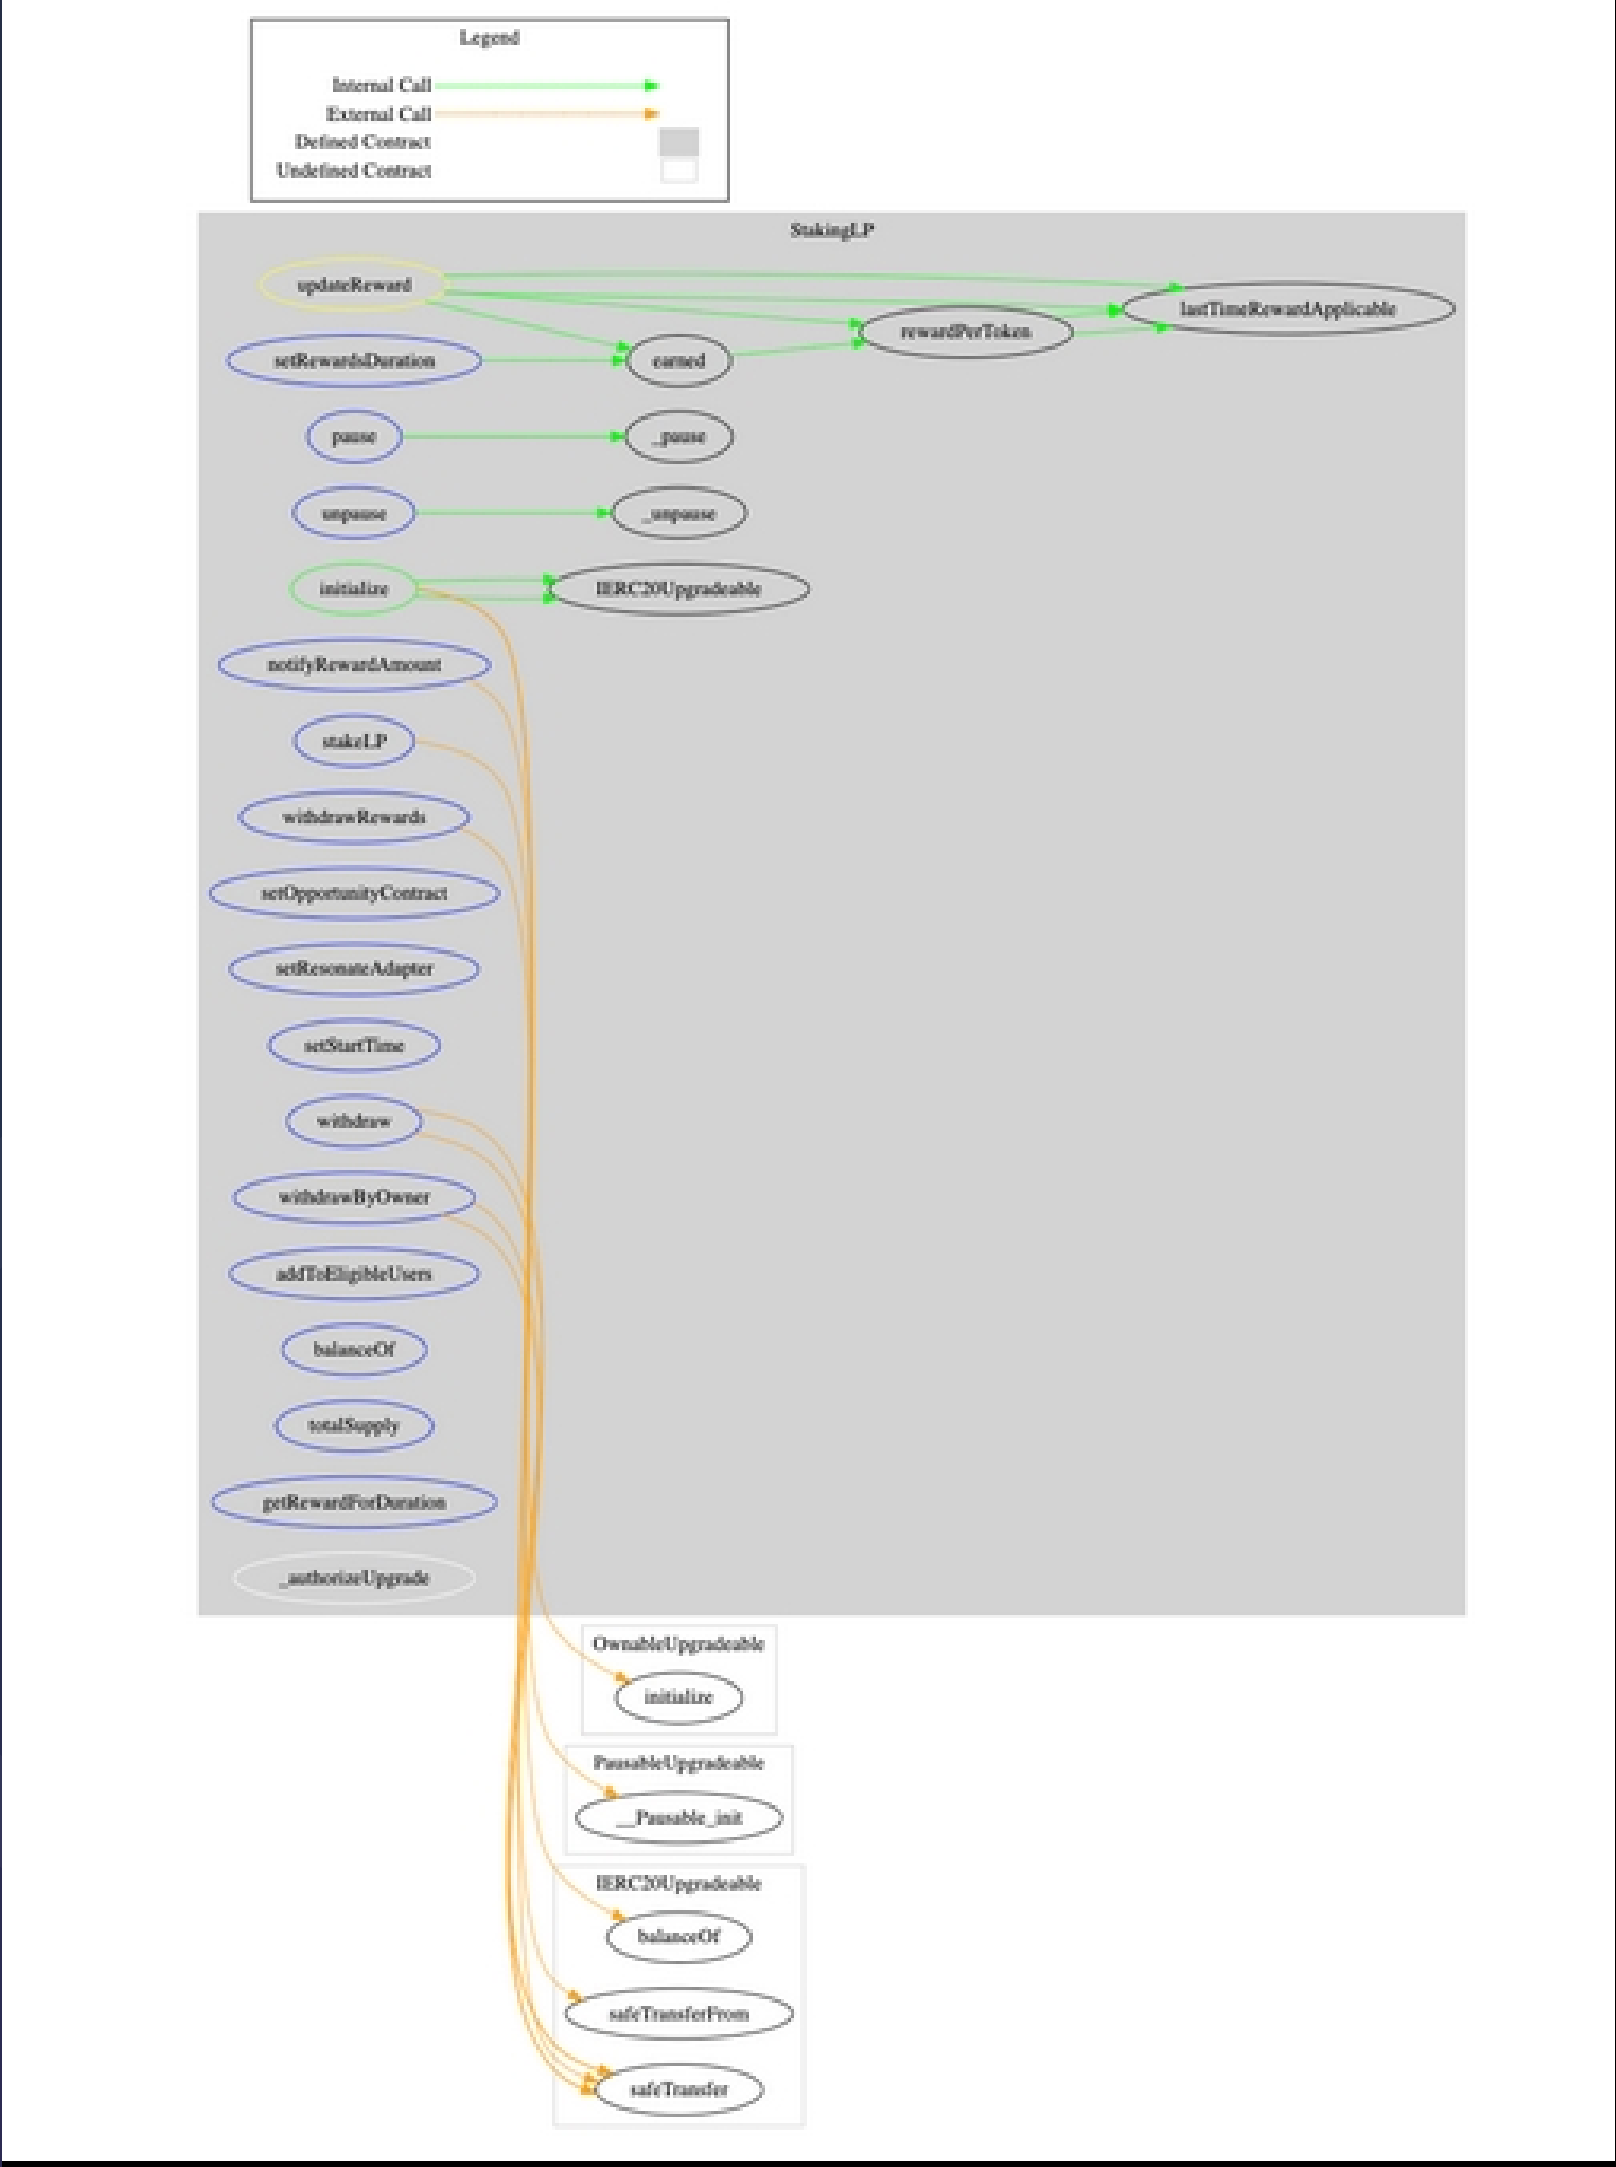 Legend
Internal Call
External Call
Defined Contract
Undefined Contract
StakingLP
updateReward
lastTimeRewardApplicable
rewardPerToken
setRewardsDuration
earned
pause
_pause
unpause
_unpause
initialize
IERC20Upgradeable
notifyRewardAmount
stakeLP
withdrawRewards
setOpportunityContract
setResonateAdapter
setStartTime
withdraw
withdrawByOwner
addToEligibleUsers
balanceOf
totalSupply
getRewardForDuration
_authorizeUpgrade
OwnableUpgradeable
initialize
PausableUpgradeable
__Pausable_init
IERC20Upgradeable
balanceOf
safeTransferFrom
safeTransfer